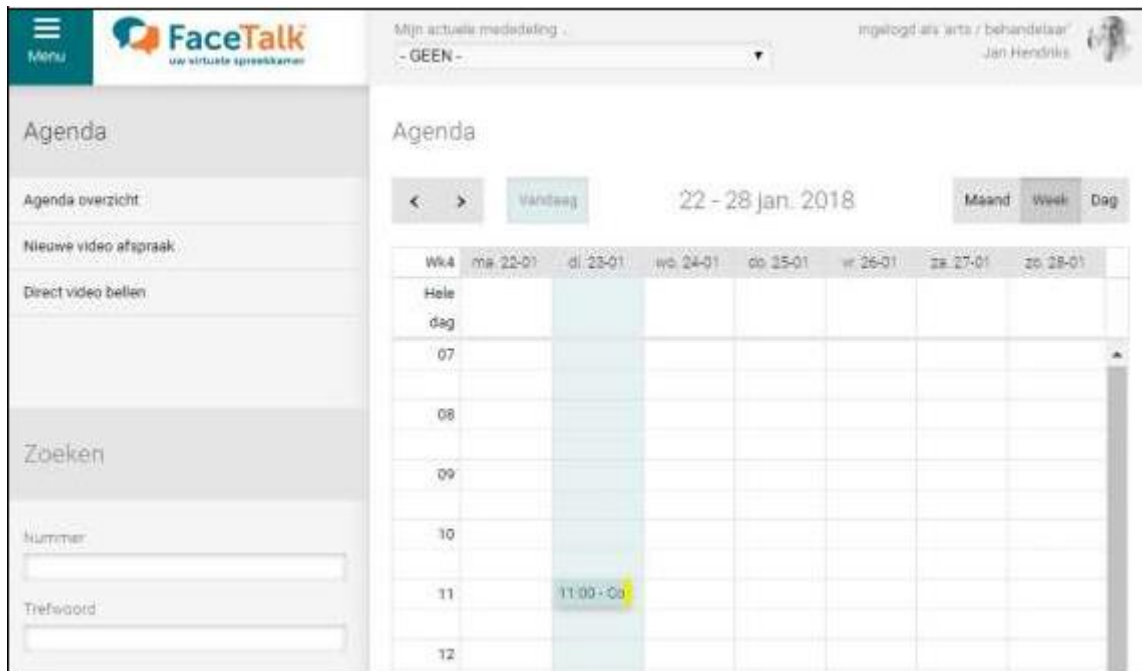 Menu
FaceTalk
uw virtuele spreekkamer
Mijn actuele mededeling ..
- GEEN -
ingelogd als 'arts / behandelaar'
Jan Hendriks
Agenda
Agenda overzicht
Nieuwe video afspraak
Direct video bellen
Zoeken
Nummer
Trefwoord
Agenda
< >
Vandaag
22 - 28 jan. 2018
Maand Week Dag
Wk4 ma. 22-01 di. 23-01 wo. 24-01 do. 25-01 vr. 26-01 za. 27-01 zo. 28-01
Hele
dag
07
08
09
10
11 11:00 - Co
12